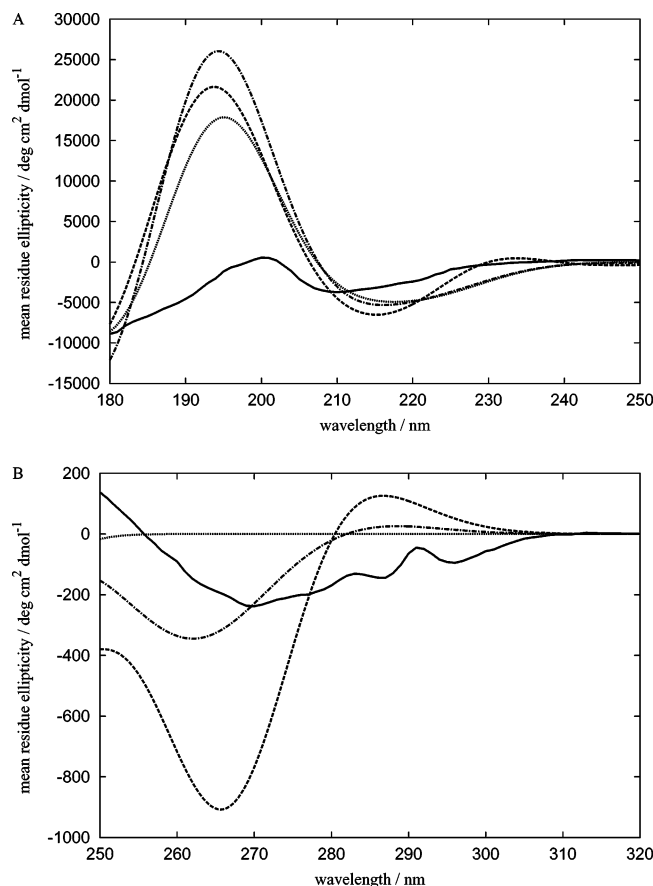 A
mean residue ellipticity / deg cm² dmol⁻¹
30000
25000
20000
15000
10000
5000
0
-5000
-10000
-15000
180 190 200 210 220 230 240 250
wavelength / nm
B
mean residue ellipticity / deg cm² dmol⁻¹
200
0
-200
-400
-600
-800
-1000
250 260 270 280 290 300 310 320
wavelength / nm